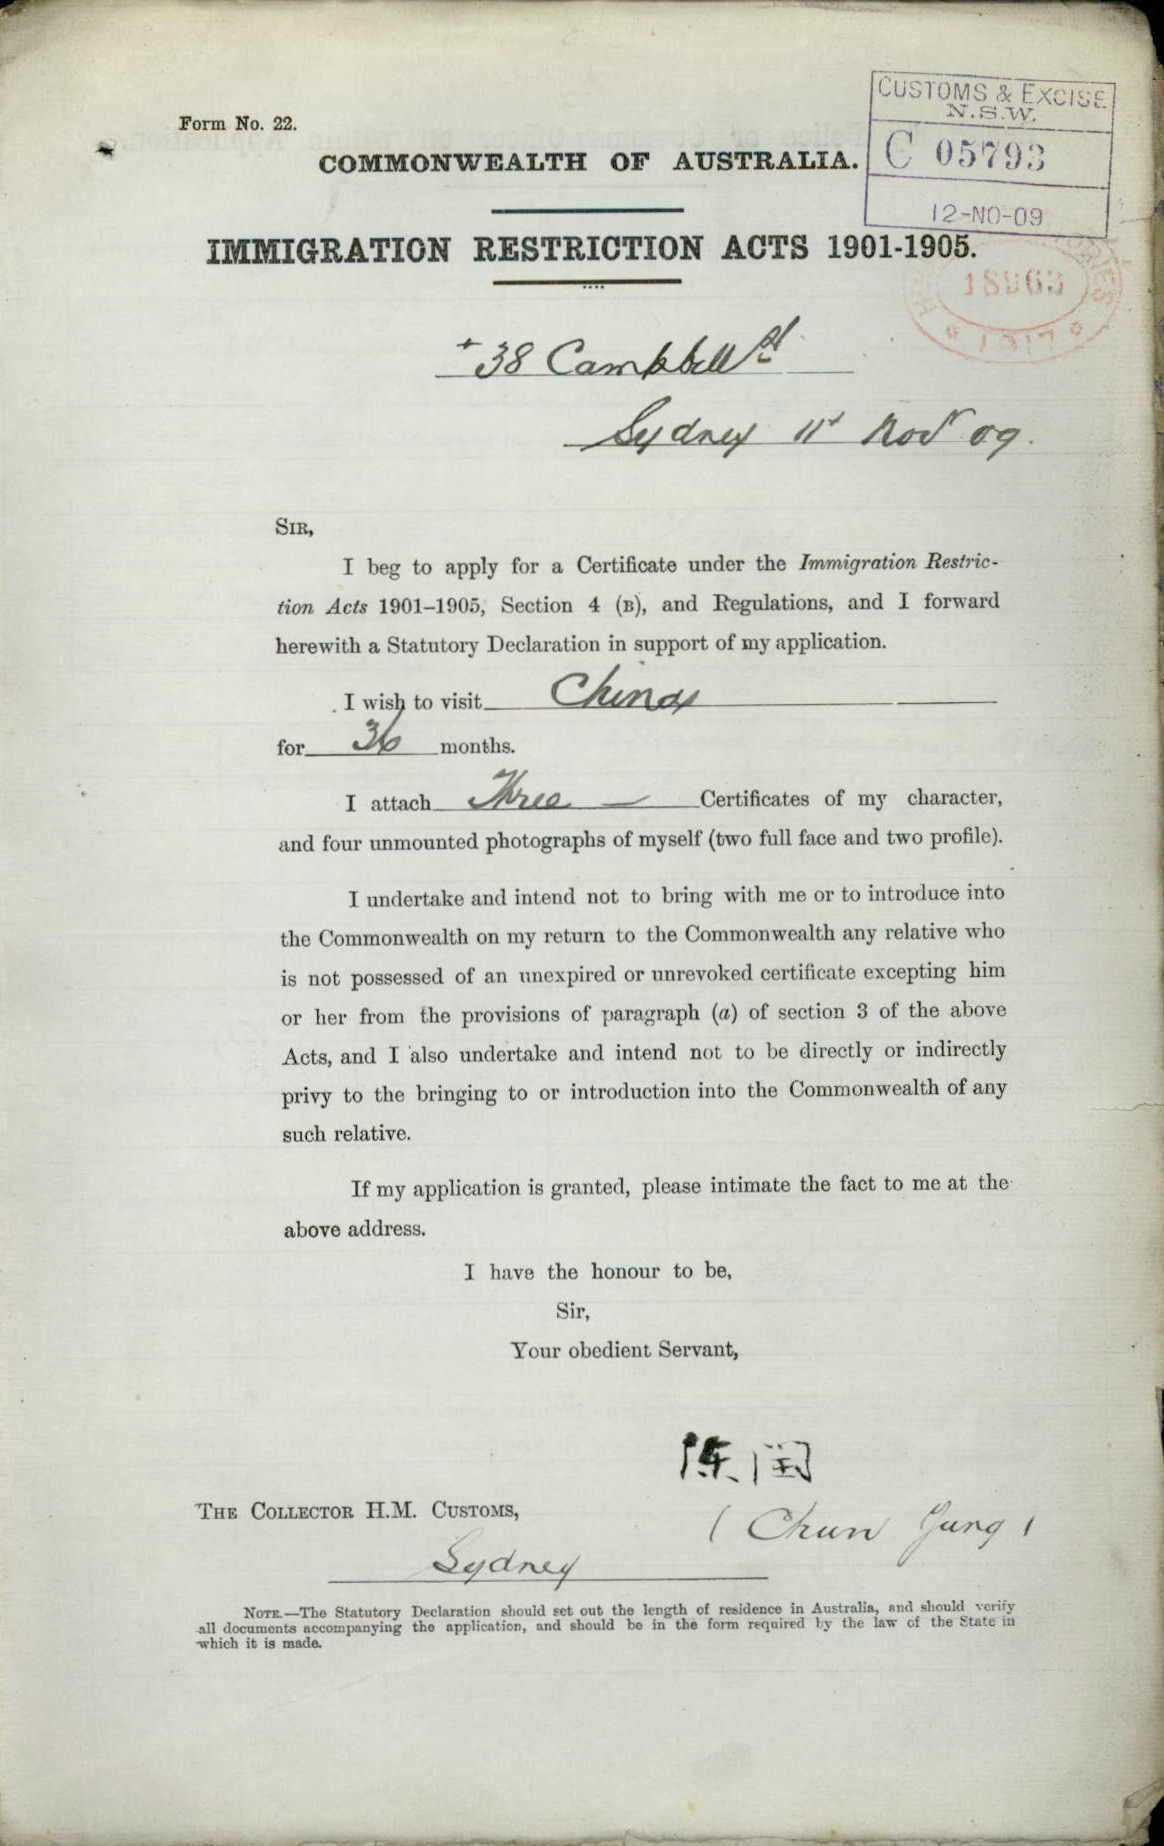 Form No. 22.
CUSTOMS & EXCISE
N.S.W.
C 05793
12-NO-09
COMMONWEALTH OF AUSTRALIA.
IMMIGRATION RESTRICTION ACTS 1901-1905.
1917
38 Campbell St
Sydney 11th Novr 09.
SIR,
I beg to apply for a Certificate under the Immigration Restric-
tion Acts 1901-1905, Section 4 (B), and Regulations, and I forward
herewith a Statutory Declaration in support of my application.
I wish to visit China
for 36 months.
I attach Three Certificates of my character,
and four unmounted photographs of myself (two full face and two profile).
I undertake and intend not to bring with me or to introduce into
the Commonwealth on my return to the Commonwealth any relative who
is not possessed of an unexpired or unrevoked certificate excepting him
or her from the provisions of paragraph (a) of section 3 of the above
Acts, and I also undertake and intend not to be directly or indirectly
privy to the bringing to or introduction into the Commonwealth of any
such relative.
If my application is granted, please intimate the fact to me at the
above address.
I have the honour to be,
Sir,
Your obedient Servant,
陈
(Chun Jung)
THE COLLECTOR H.M. CUSTOMS,
Sydney
NOTE.—The Statutory Declaration should set out the length of residence in Australia, and should verify
all documents accompanying the application, and should be in the form required by the law of the State in
which it is made.